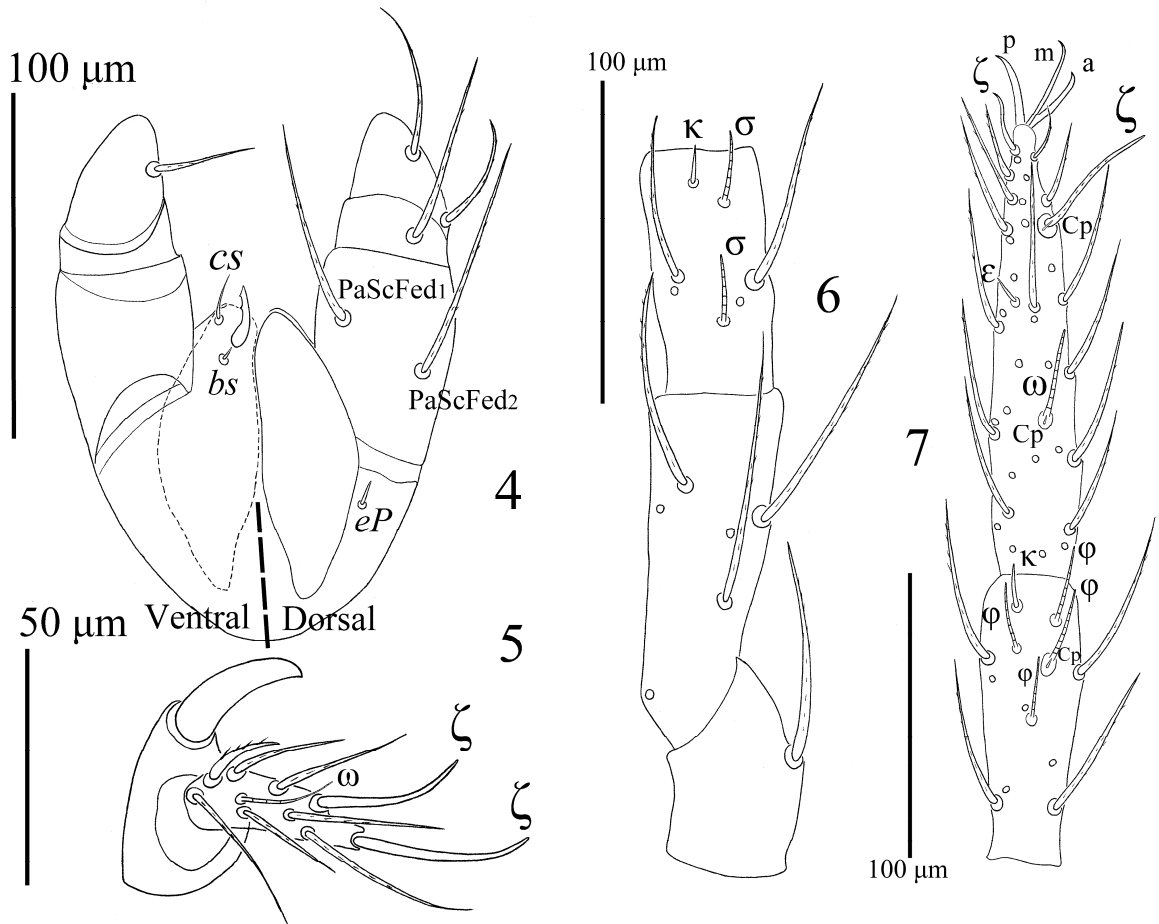 100 μm
cs
PaScFed1
bs
PaScFed2
4
eP
Ventral
Dorsal
50 μm
5
ζ
ω
ζ
100 μm
κ
σ
σ
6
p
m
a
ζ
ζ
Cp
ε
ω
Cp
7
κ
φ
φ
φ
Cp
φ
100 μm